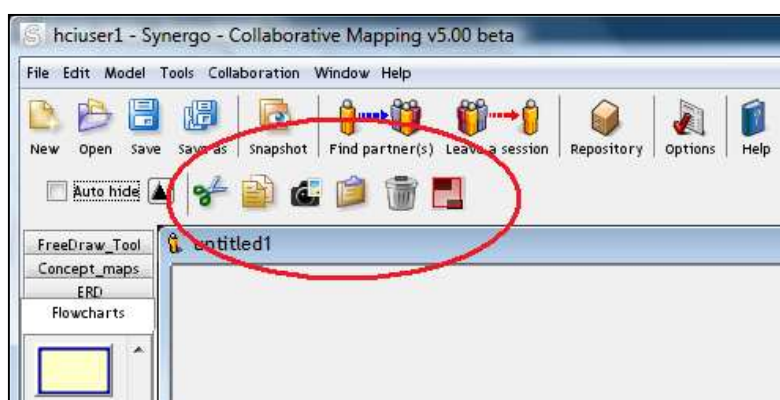 hciuser1 - Synergo - Collaborative Mapping v5.00 beta
File Edit Model Tools Collaboration Window Help
New Open Save Save as Snapshot Find partner(s) Leave a session Repository Options Help
Auto hide
FreeDraw_Tool
untitled1
Concept_maps
ERD
Flowcharts